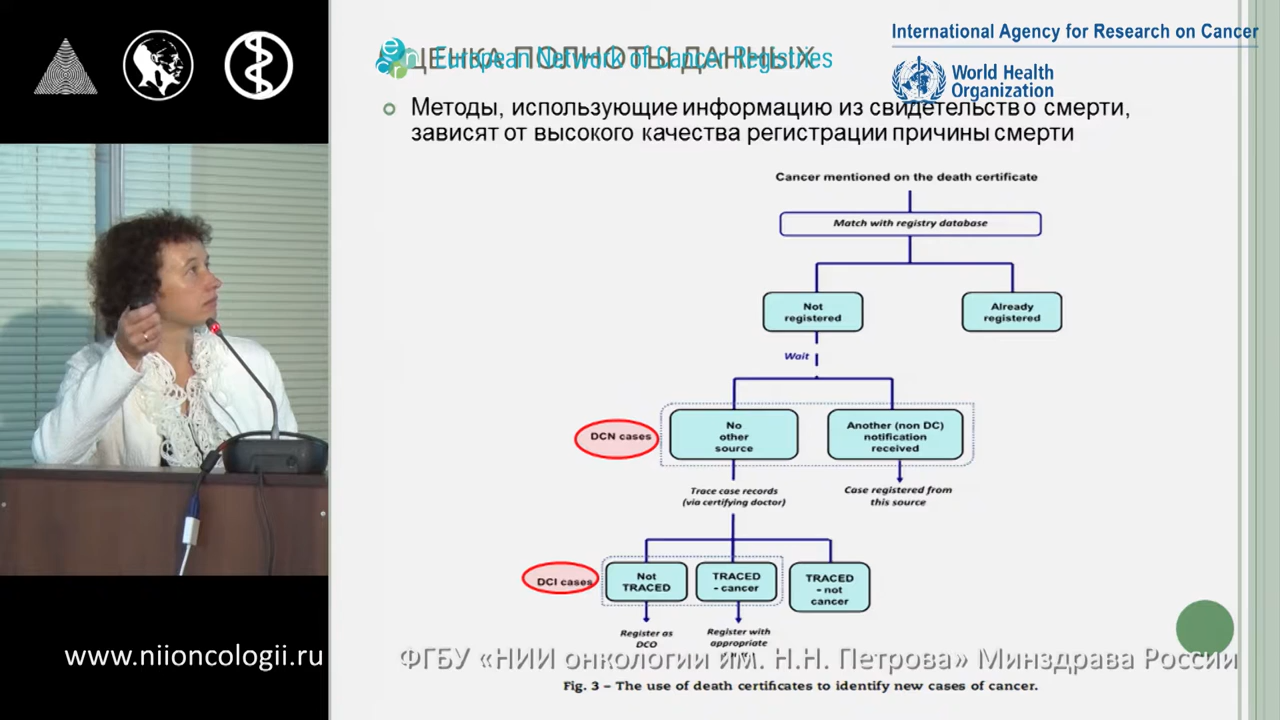 ЦЕНКА ПОЛНОТЫ ДАННЫХ
European Network of Cancer Registries
International Agency for Research on Cancer
World Health
Organization
Методы, использующие информацию из свидетельств о смерти,
зависят от высокого качества регистрации причины смерти
Cancer mentioned on the death certificate
Match with registry database
Not
registered
Already
registered
Wait
DCN cases
No
other
source
Another (non DC)
notification
received
Trace case records
(via certifying doctor)
Case registered from
this source
DCI cases
Not
TRACED
TRACED
- cancer
TRACED
- not
cancer
Register as
DCO
Register with
appropriate
www.niioncologii.ru
ФГБУ «НИИ онкологии им. Н.Н. Петрова» Минздрава России
Fig. 3 – The use of death certificates to identify new cases of cancer.